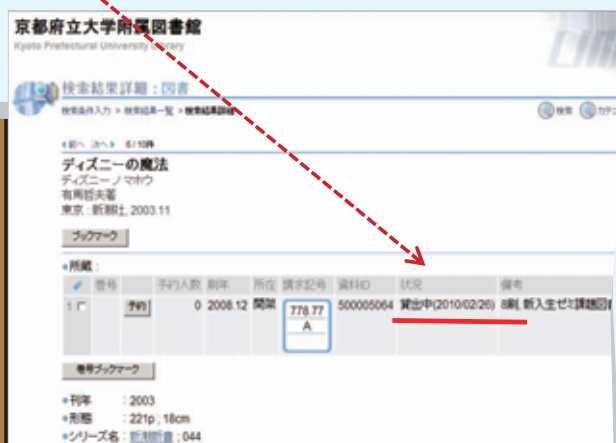 京都府立大学附属図書館
Kyoto Prefectural University Library
検索結果詳細：図書
検索条件入力 > 検索結果一覧 > 検索結果詳細
検索
前へ 次へ 6/10件
ディズニーの魔法
ディズニー ノ マホウ
有馬哲夫著
東京：新潮社, 2003.11
ブックマーク
所蔵：
巻号 予約人数 刷年 所在 請求記号 資料ID 状況 備考
1 予約 0 2008.12 開架 778.77 A 500005064 貸出中(2010/02/26) 8刷, 新入生ゼミ課題図
巻号ブックマーク
刊年 : 2003
形態 : 221p ; 18cm
シリーズ名 : 新潮新書 ; 044